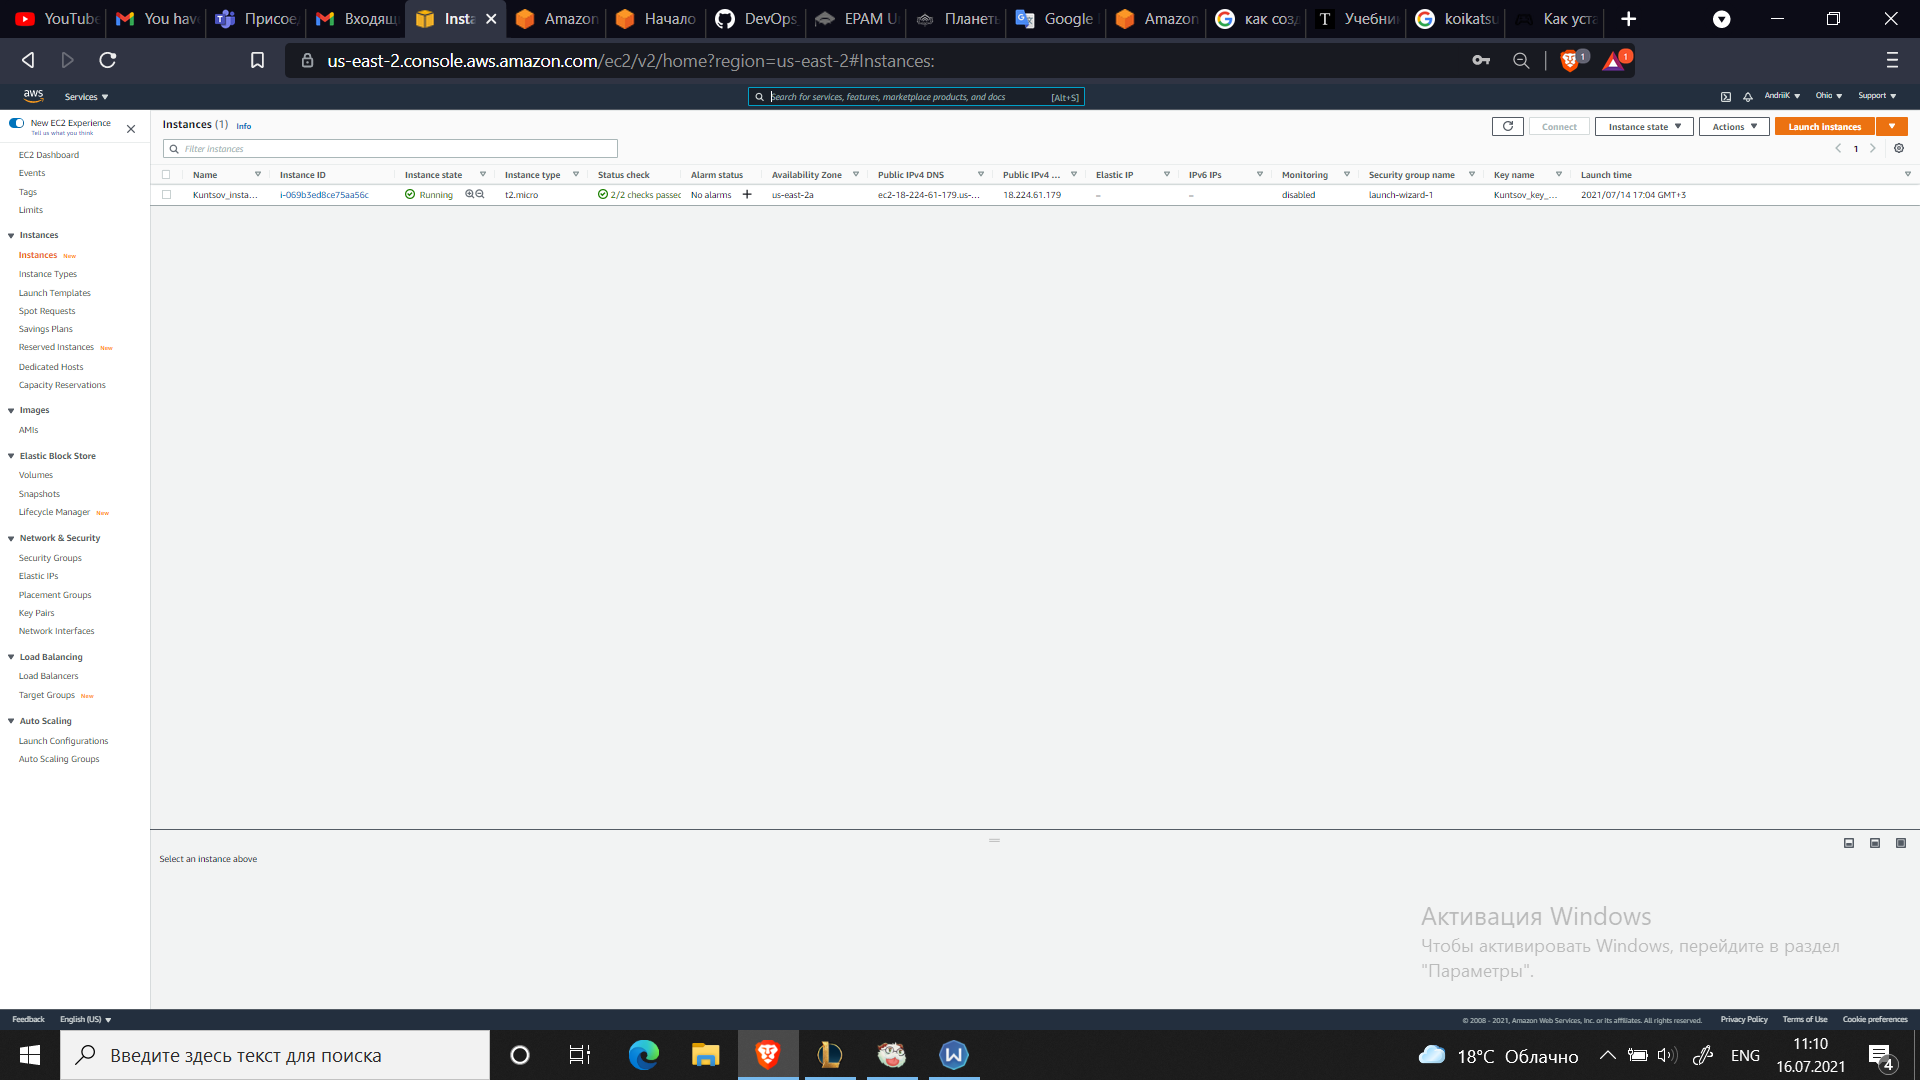 YouTube
You hav
Присоед
Входящ
Insta
Amazon
Начало
DevOps_
EPAM U
Планеты
Google
Amazon
как созд
Учебник
koikatsu
Как уста
us-east-2.console.aws.amazon.com/ec2/v2/home?region=us-east-2#Instances:
1
1
aws
Services
Search for services, features, marketplace products, and docs
[Alt+S]
AndriiK
Ohio
Support
New EC2 Experience
Tell us what you think
EC2 Dashboard
Events
Tags
Limits
Instances
Instances New
Instance Types
Launch Templates
Spot Requests
Savings Plans
Reserved Instances New
Dedicated Hosts
Capacity Reservations
Images
AMIs
Elastic Block Store
Volumes
Snapshots
Lifecycle Manager New
Network & Security
Security Groups
Elastic IPs
Placement Groups
Key Pairs
Network Interfaces
Load Balancing
Load Balancers
Target Groups New
Auto Scaling
Launch Configurations
Auto Scaling Groups
Instances (1) Info
Connect
Instance state
Actions
Launch instances
Filter instances
1
Name Instance ID Instance state Instance type Status check Alarm status Availability Zone Public IPv4 DNS Public IPv4 ... Elastic IP IPv6 IPs Monitoring Security group name Key name Launch time
Kuntsov_insta... i-069b3ed8ce75aa56c Running t2.micro 2/2 checks passed No alarms + us-east-2a ec2-18-224-61-179.us-... 18.224.61.179 – – disabled launch-wizard-1 Kuntsov_key_... 2021/07/14 17:04 GMT+3
Select an instance above
Активация Windows
Чтобы активировать Windows, перейдите в раздел
"Параметры".
Feedback
English (US)
© 2008 - 2021, Amazon Web Services, Inc. or its affiliates. All rights reserved.
Privacy Policy
Terms of Use
Cookie preferences
Введите здесь текст для поиска
18°C Облачно
ENG
11:10
16.07.2021
4